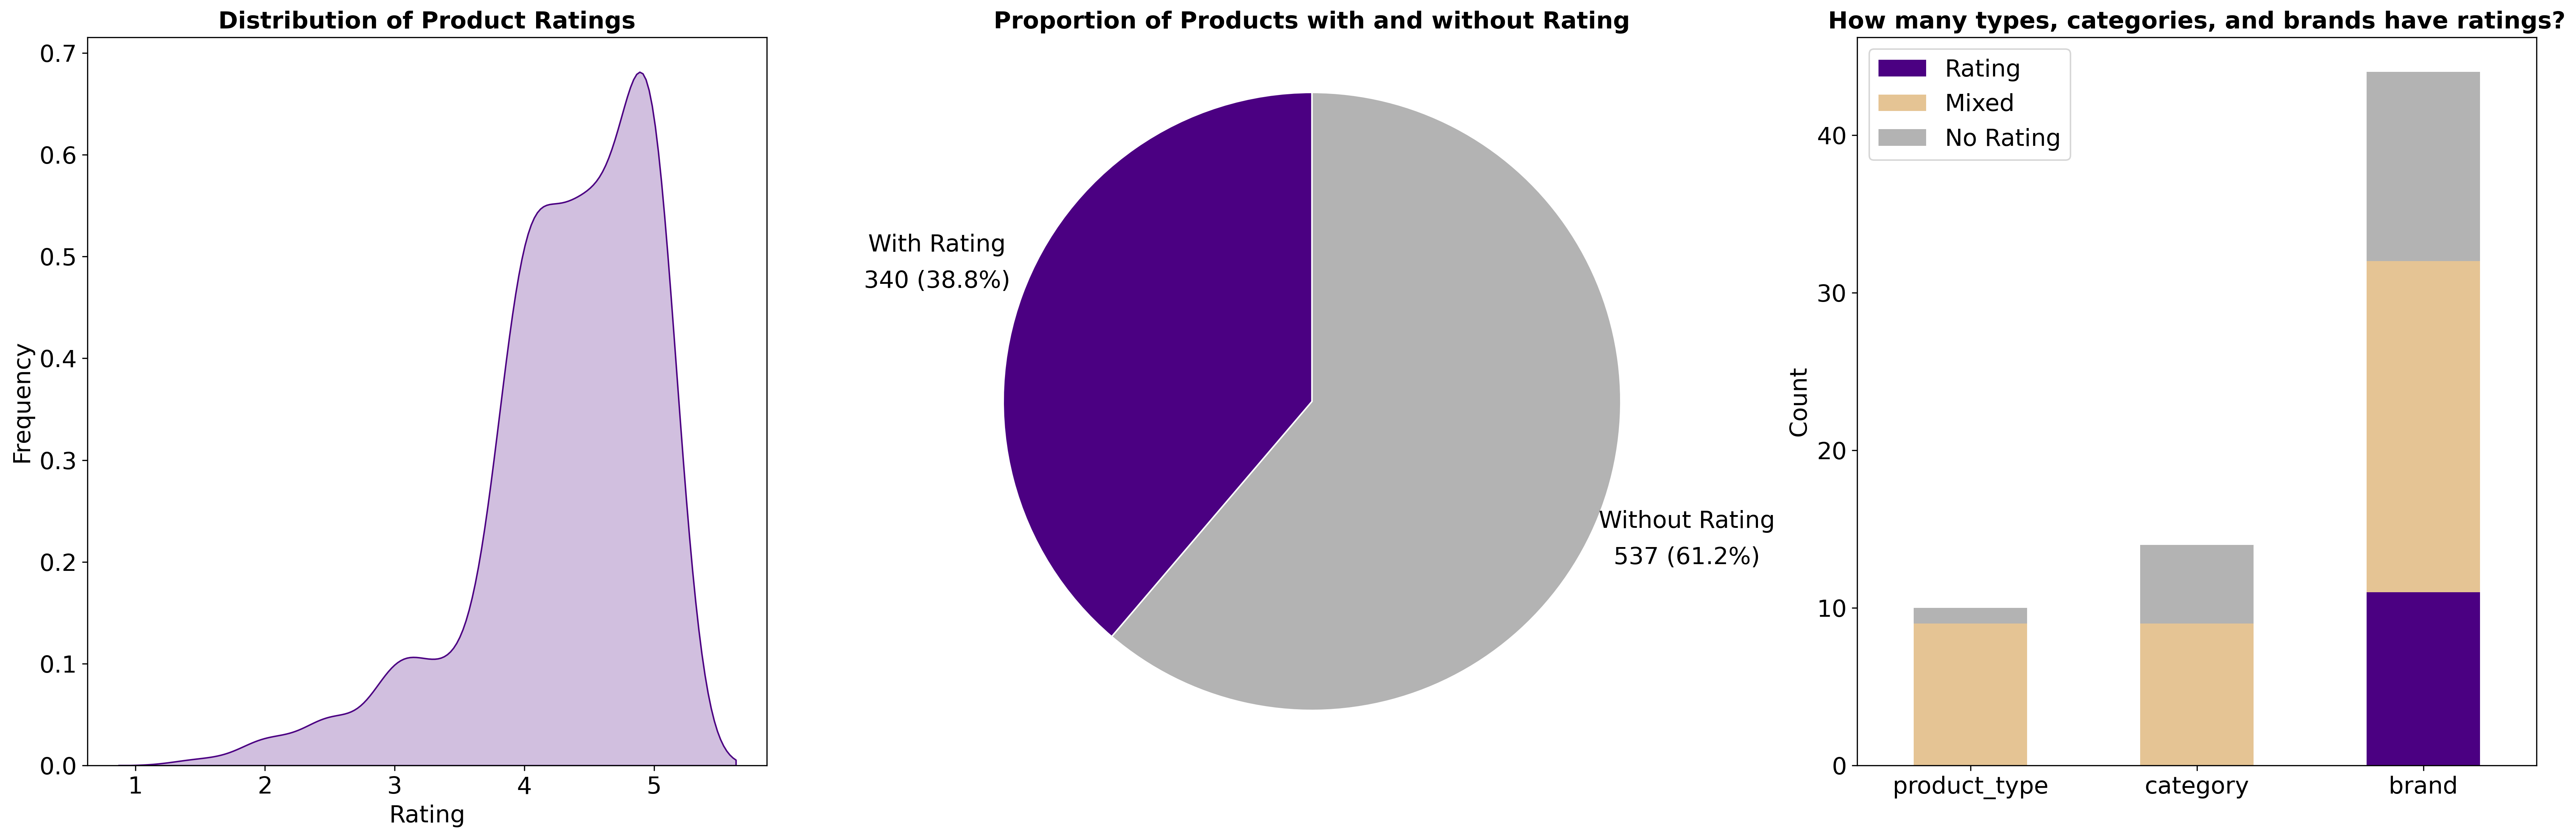 Distribution of Product Ratings
0.7
0.6
0.5
0.4
0.3
0.2
0.1
0.0
Frequency
1 2 3 4 5
Rating
Proportion of Products with and without Rating
With Rating
340 (38.8%)
Without Rating
537 (61.2%)
How many types, categories, and brands have ratings?
Rating
Mixed
No Rating
40
30
20
10
0
Count
product_type category brand